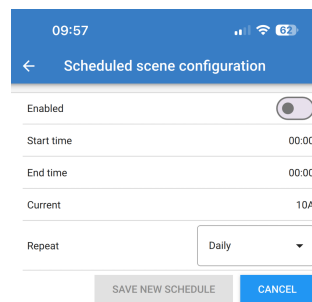 09:57 62
Scheduled scene configuration
Enabled
Start time 00:00
End time 00:00
Current 10A
Repeat Daily
SAVE NEW SCHEDULE CANCEL